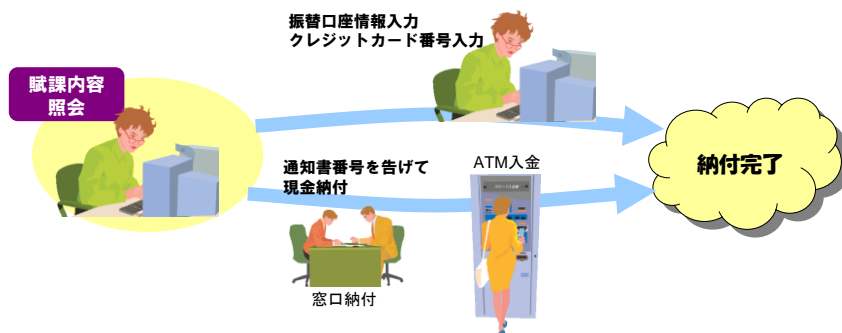 振替口座情報入力
クレジットカード番号入力
賦課内容
照会
通知書番号を告げて
現金納付
ATM入金
窓口納付
納付完了